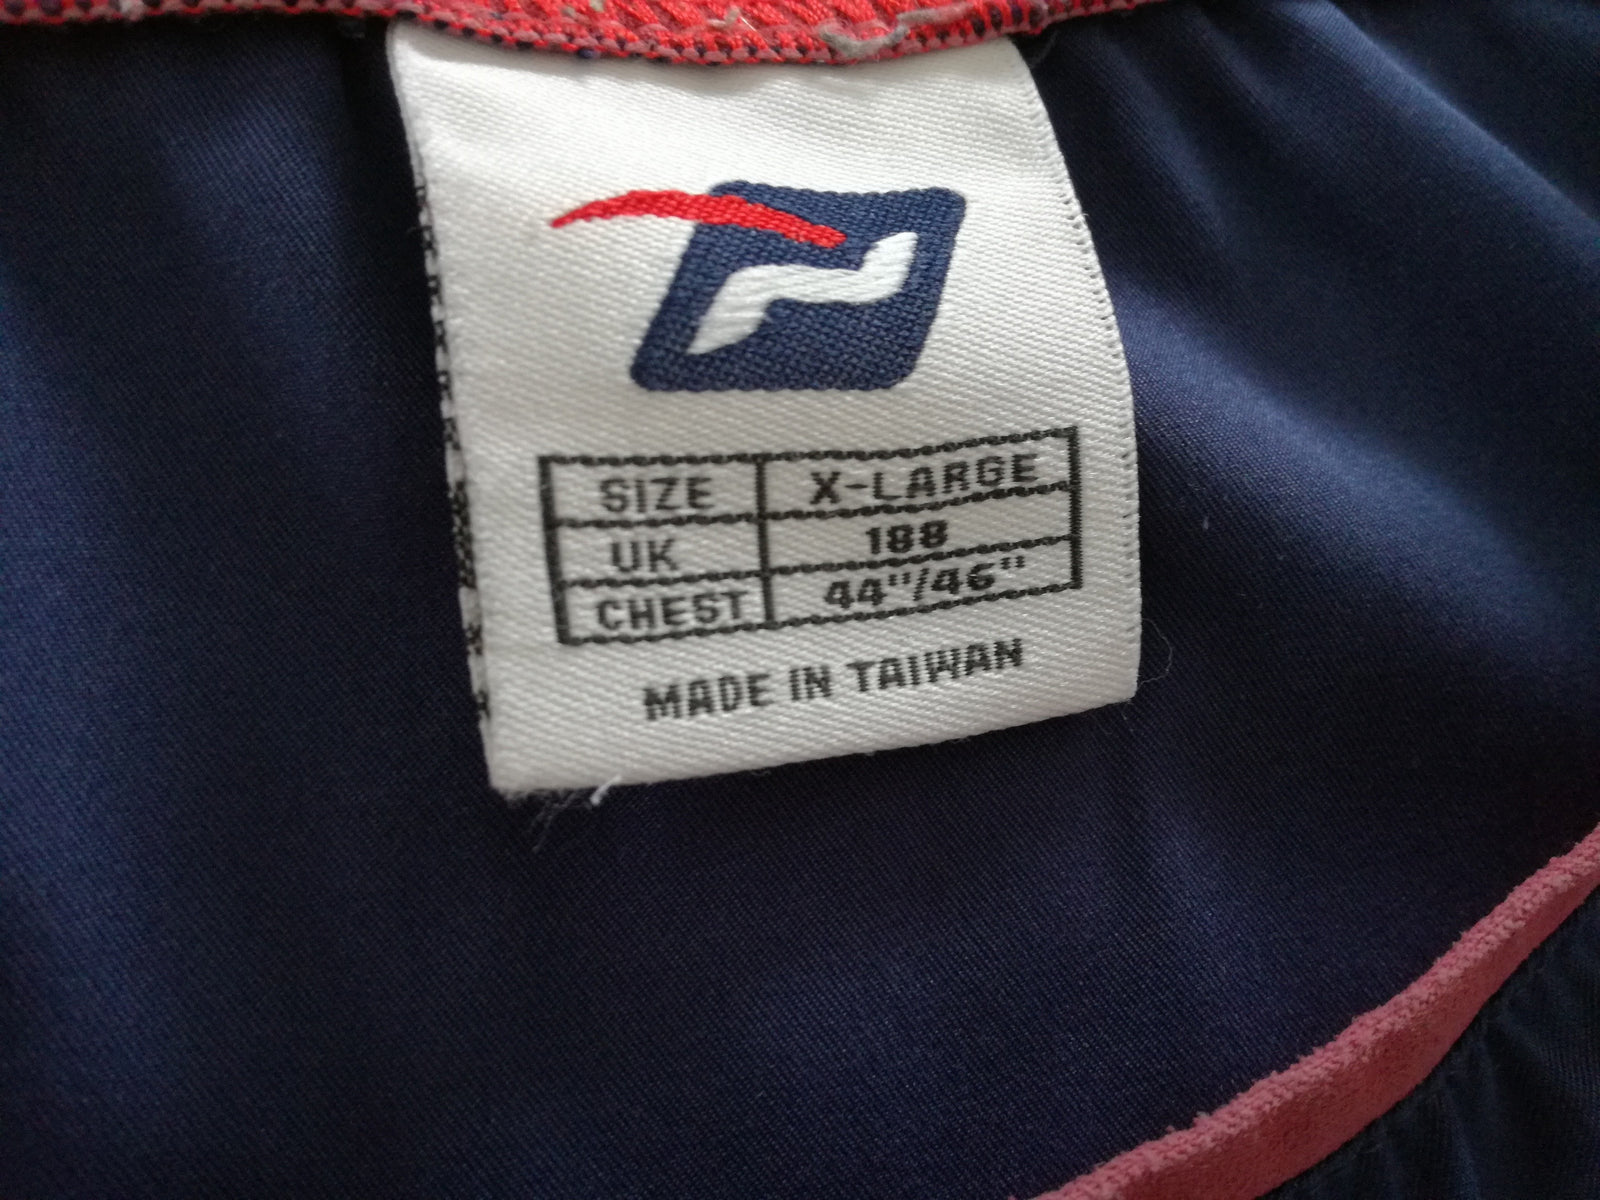 SIZE X-LARGE
UK 188
CHEST 44"/46"
MADE IN TAIWAN